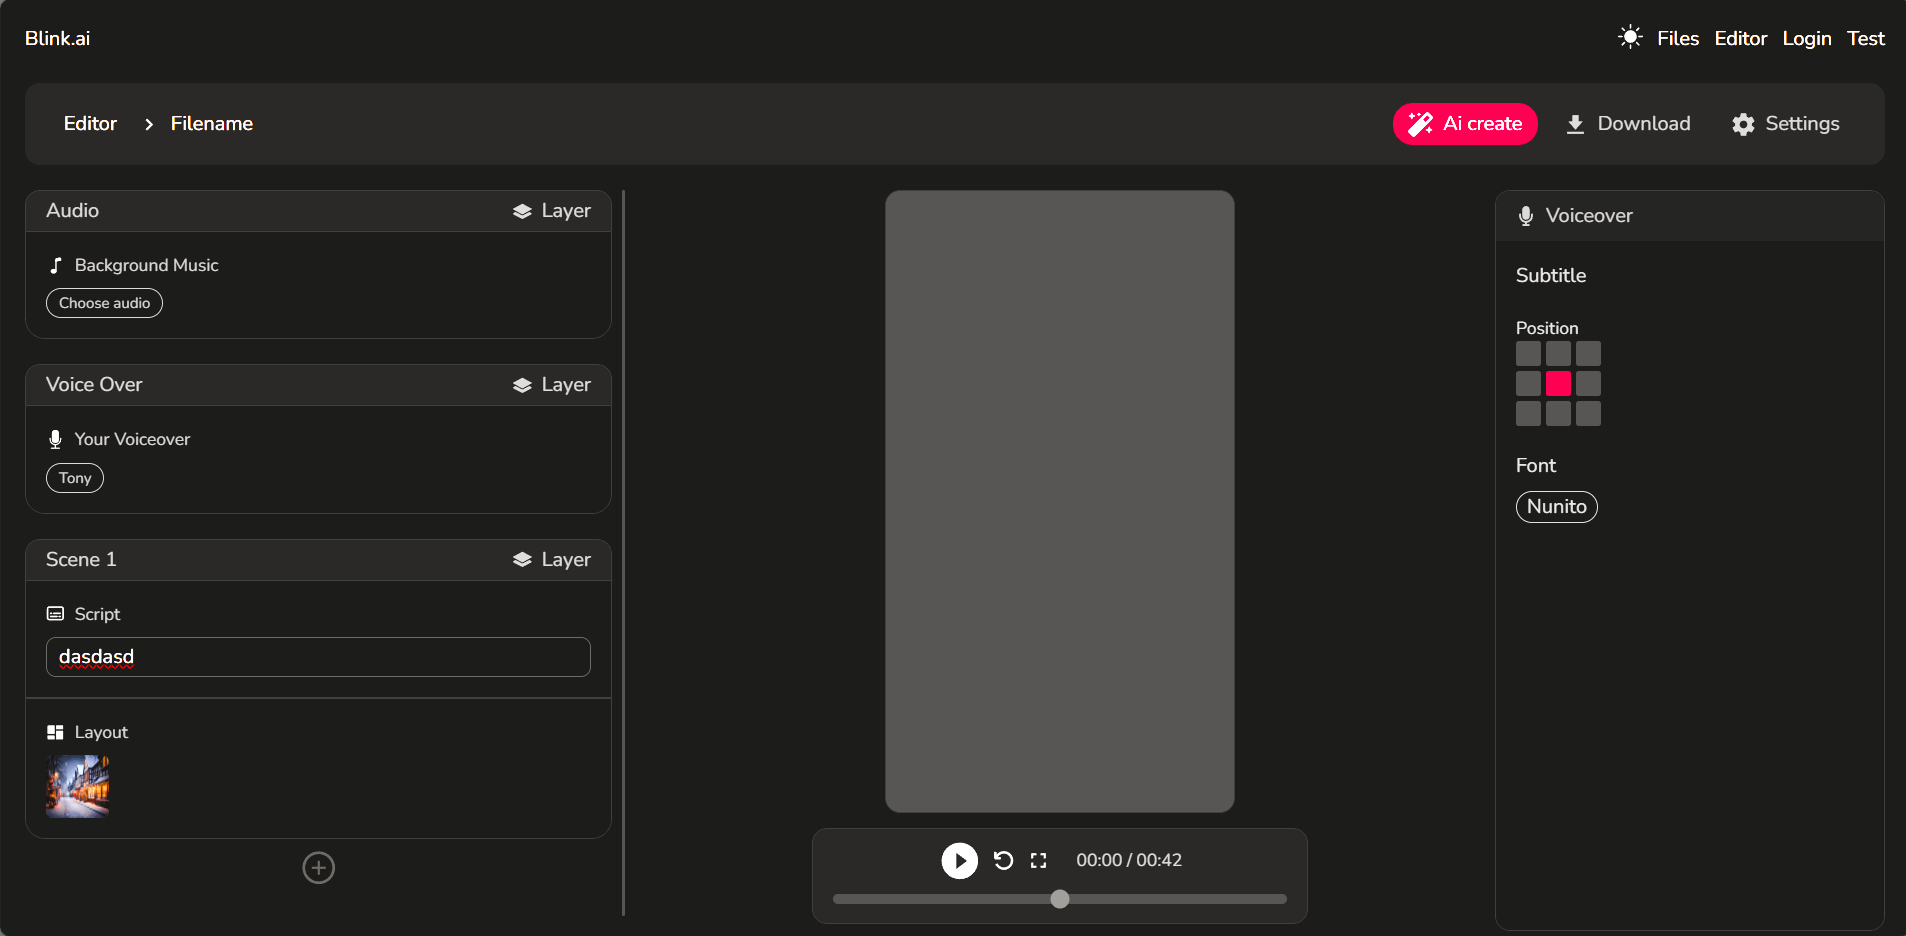 Blink.ai
Files Editor Login Test
Editor > Filename
Ai create Download Settings
Audio Layer
Background Music
Choose audio
Voice Over Layer
Your Voiceover
Tony
Scene 1 Layer
Script
dasdasd
Layout
00:00 / 00:42
Voiceover
Subtitle
Position
Font
Nunito